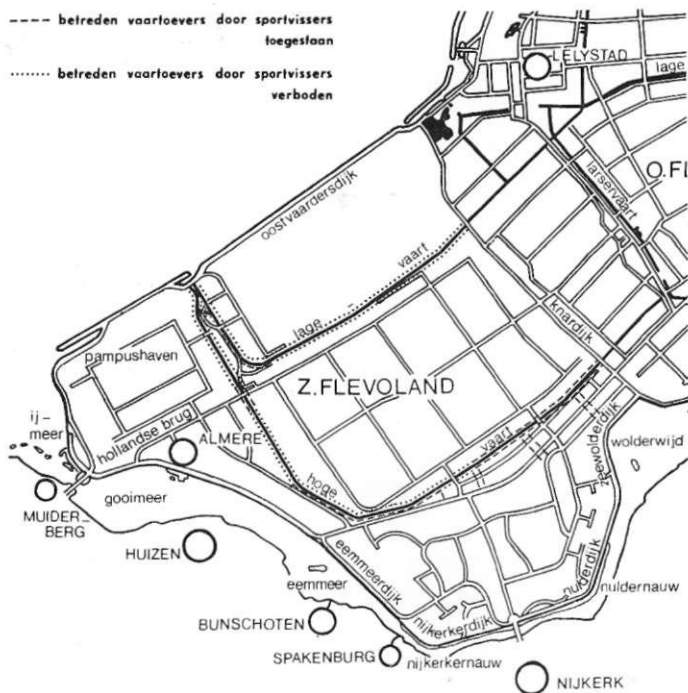 betreden vaartoevers door sportvissers
toegestaan
betreden vaartoevers door sportvissers
verboden
LELYSTAD
lage
O.FL
larservaart
oostvaardersdijk
vaart
lage
knardijk
pampushaven
Z.FLEVOLAND
ij-
meer
hollandse brug
ALMERE
vaart
hoge
zeewolderdijk
wolderwijd
gooimeer
MUIDER-
BERG
HUIZEN
eemmeer
eemmeerdijk
nulderdijk
nuldernauw
BUNSCHOTEN
nijkerkerdijk
SPAKENBURG
nijkerkernauw
NIJKERK